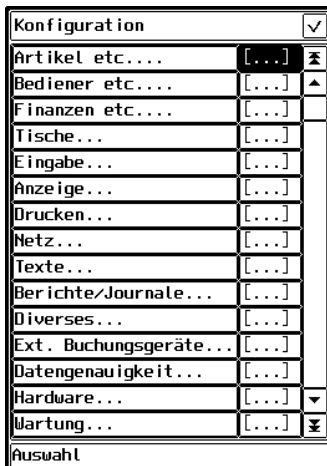 Konfiguration
Artikel etc.... [...]
Bediener etc... [...]
Finanzen etc... [...]
Tische... [...]
Eingabe... [...]
Anzeige... [...]
Drucken... [...]
Netz... [...]
Texte... [...]
Berichte/Journale... [...]
Diverses... [...]
Ext. Buchungsgeräte... [...]
Datengenauigkeit... [...]
Hardware... [...]
Wartung... [...]
Auswahl